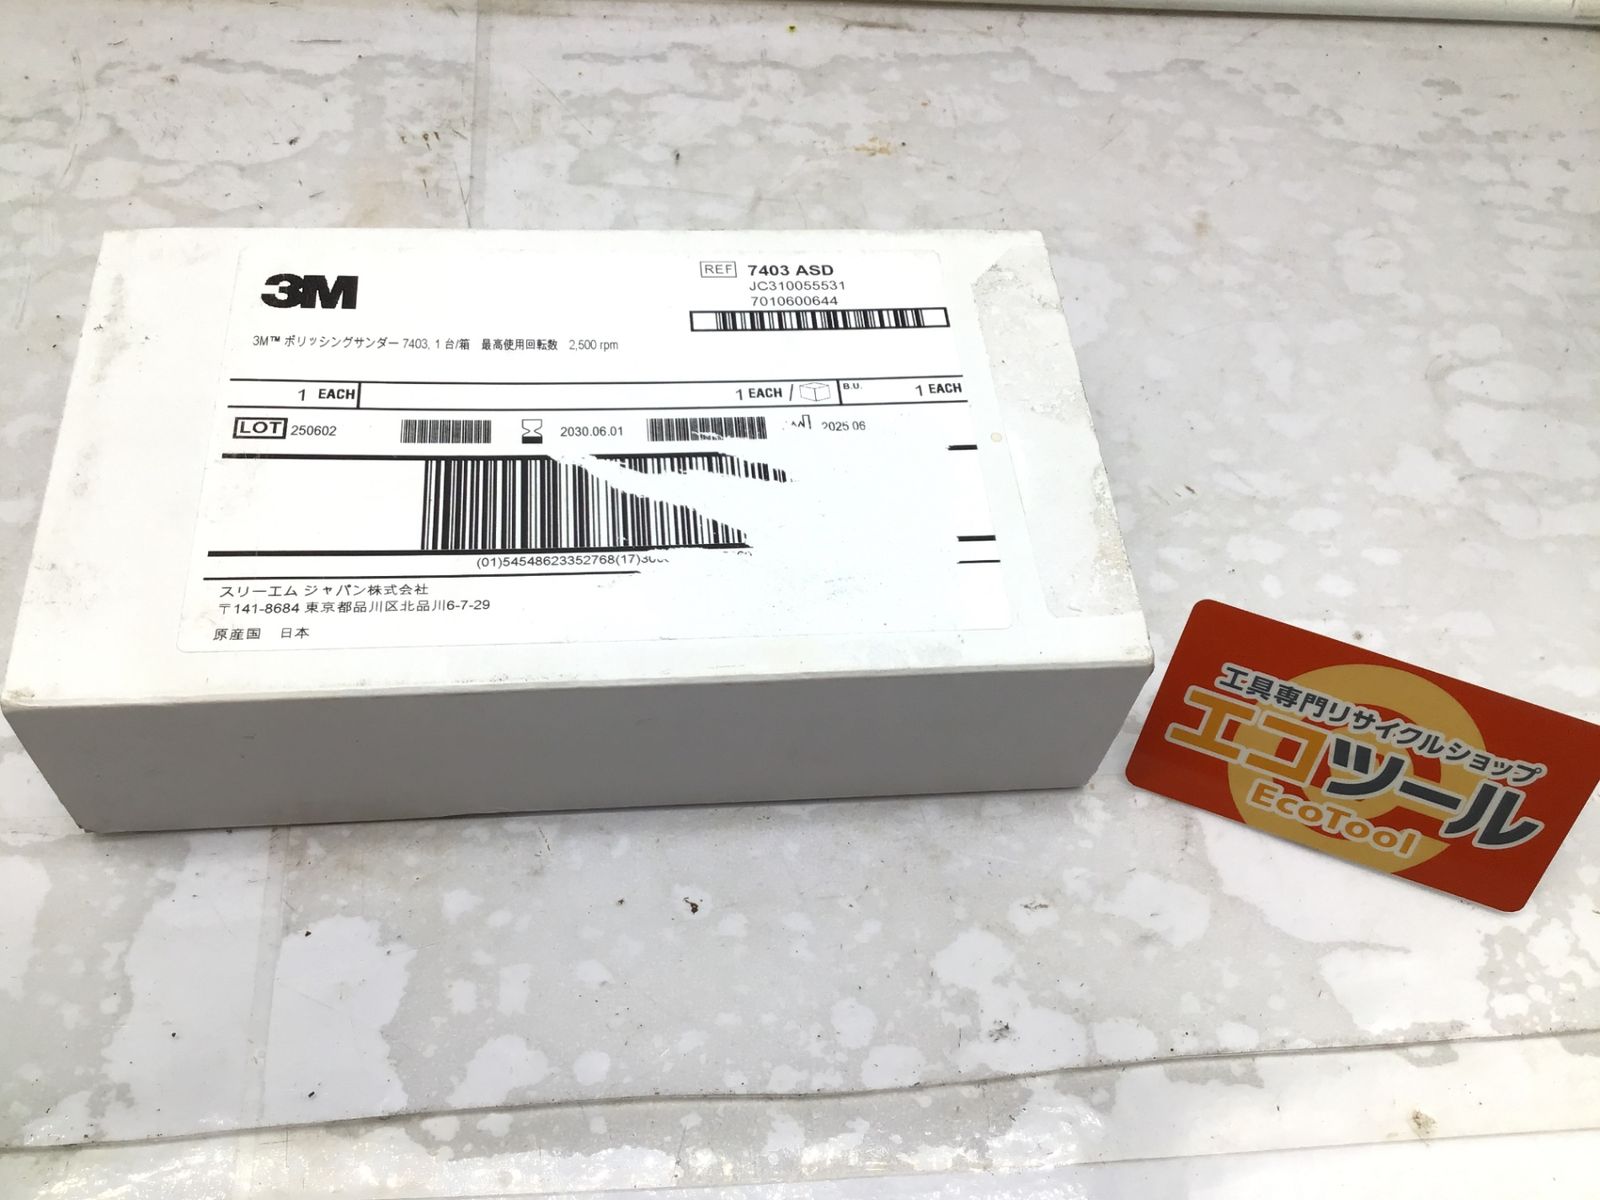 3M
REF 7403 ASD
JC310055531
7010600644
3M™ ポリッシングサンダー 7403, 1 台/箱 最高使用回転数 2,500 rpm
1 EACH 1 EACH / B.U. 1 EACH
LOT 250602 2030.06.01 2025.06
(01)54548623352768(17)30
スリーエム ジャパン株式会社
〒141-8684 東京都品川区北品川6-7-29
原産国 日本
工具専門リサイクルショップ
エコツール
EcoTool